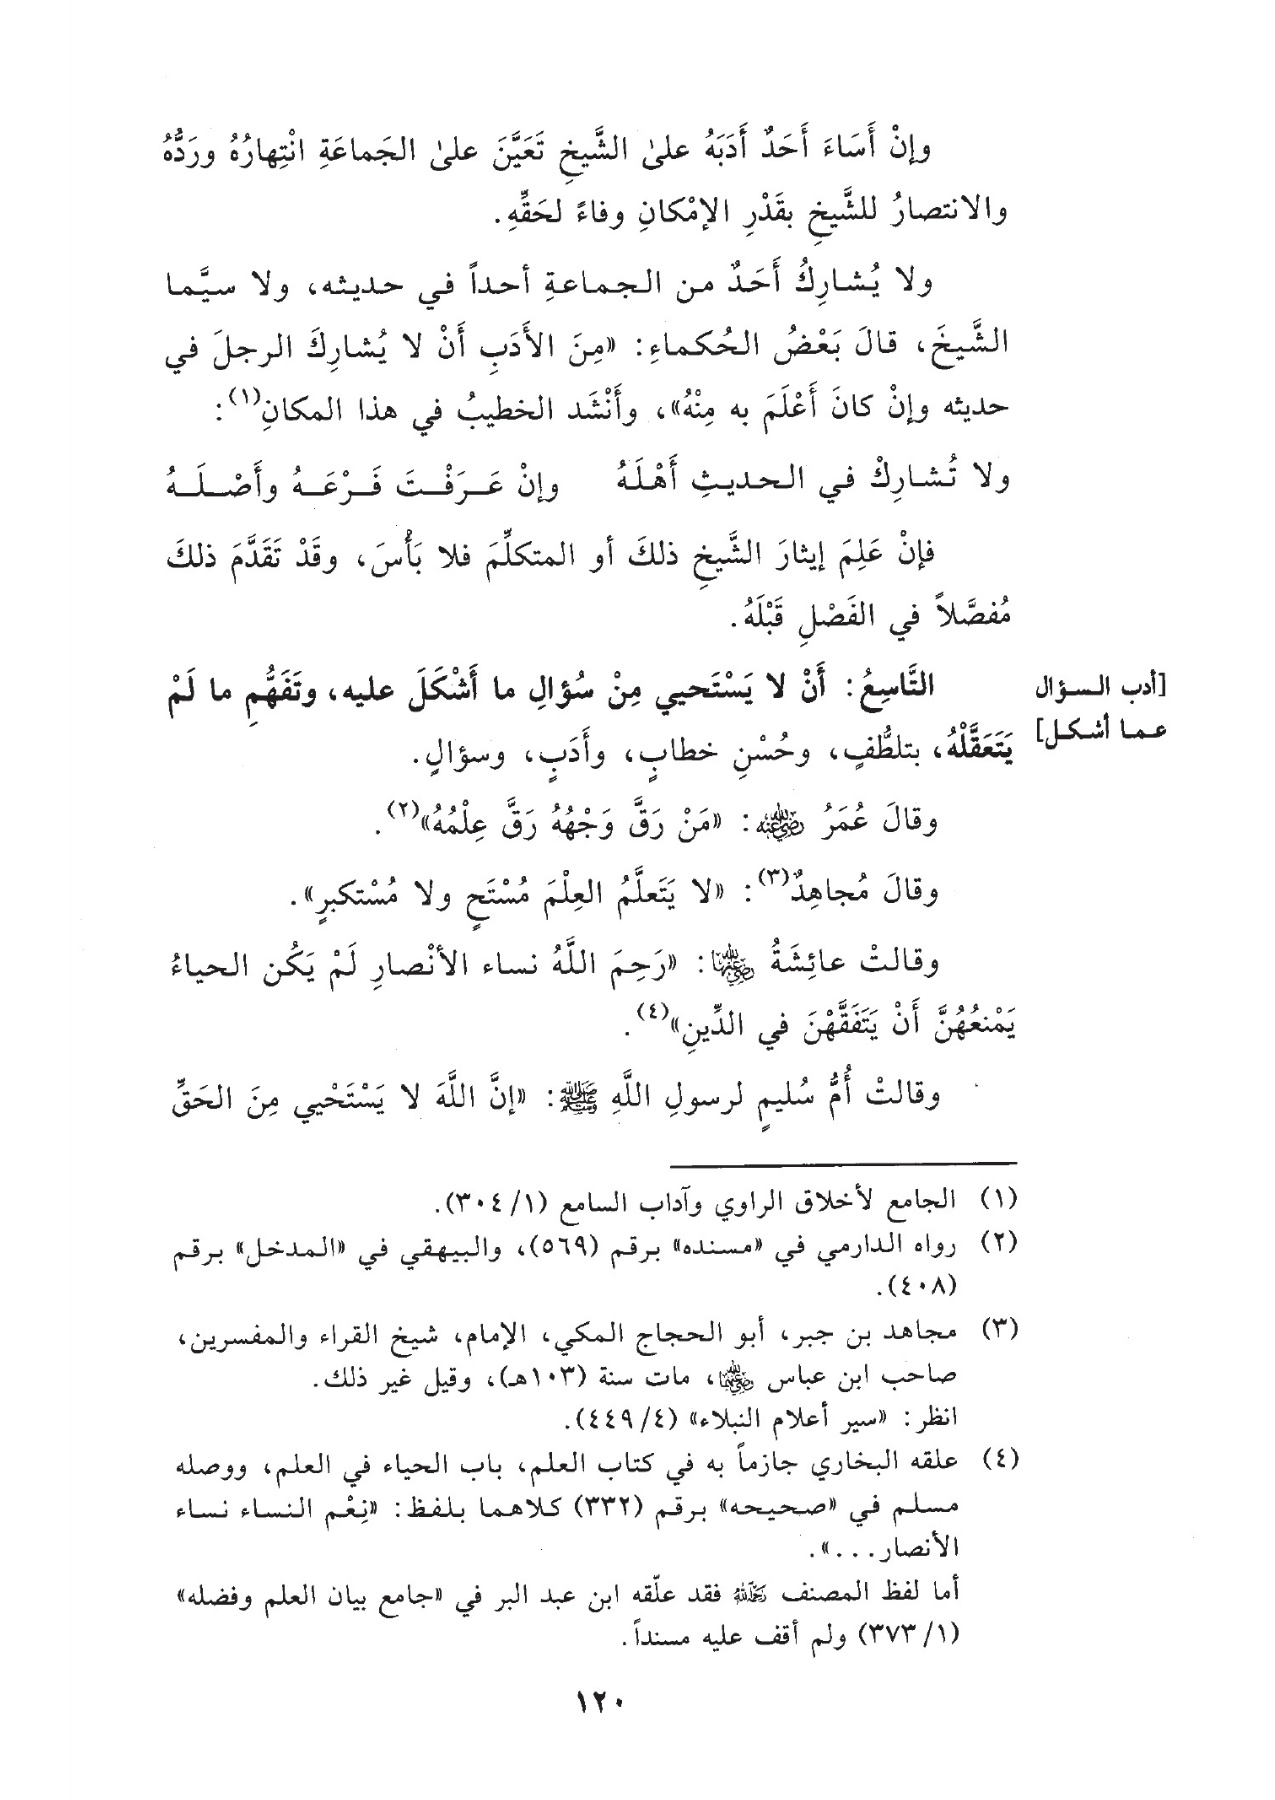 وإنْ أَسَاءَ أَحَدٌ أَدَبَهُ علىٰ الشَّيخِ تَعَيَّنَ علىٰ الجَماعَةِ انْتِهارُهُ ورَدُّهُ
والانتصارُ للشَّيخِ بقَدْرِ الإمْكانِ وفاءً لحَقِّهِ.
ولا يُشارِكُ أَحَدٌ من الجماعةِ أحداً في حديثه، ولا سيَّما
الشَّيخَ، قالَ بَعْضُ الحُكماءِ: «مِنَ الأَدَبِ أَنْ لا يُشارِكَ الرجلَ في
حديثه وإنْ كانَ أَعْلَمَ به مِنْهُ»، وأَنْشَد الخطيبُ في هذا المكانِ(١):
ولا تُشارِكْ في الحديثِ أَهْلَهُ وإنْ عَرَفْتَ فَرْعَهُ وأَصْلَهُ
فإنْ عَلِمَ إيثارَ الشَّيخِ ذلكَ أو المتكلِّمَ فلا بَأْسَ، وقَدْ تَقَدَّمَ ذلكَ
مُفصَّلاً في الفَصْلِ قَبْلَهُ.
[أدب السؤال
عما أشكل]
التَّاسِعُ: أَنْ لا يَسْتَحيي مِنْ سُؤالِ ما أَشْكَلَ عليه، وتَفَهُّمِ ما لَمْ
يَتَعَقَّلْهُ، بتلطُّفٍ، وحُسْنِ خطابٍ، وأَدَبٍ، وسؤالٍ.
وقالَ عُمَرُ رضي الله عنه: «مَنْ رَقَّ وَجْهُهُ رَقَّ عِلْمُهُ»(٢).
وقالَ مُجاهِدٌ(٣): «لا يَتَعلَّمُ العِلْمَ مُسْتَحٍ ولا مُسْتكبرٍ».
وقالتْ عائِشَةُ رضي الله عنها: «رَحِمَ اللَّهُ نساء الأنْصارِ لَمْ يَكُن الحياءُ
يَمْنعُهُنَّ أَنْ يَتَفَقَّهْنَ في الدِّينِ»(٤).
وقالتْ أُمُّ سُليمٍ لرسولِ اللَّهِ ﷺ: «إنَّ اللَّهَ لا يَسْتَحْيي مِنَ الحَقِّ
(١) الجامع لأخلاق الراوي وآداب السامع (١/٣٠٤).
(٢) رواه الدارمي في «مسنده» برقم (٥٦٩)، والبيهقي في «المدخل» برقم
(٤٠٨).
(٣) مجاهد بن جبر، أبو الحجاج المكي، الإمام، شيخ القراء والمفسرين،
صاحب ابن عباس رضي الله عنهما، مات سنة (١٠٣هـ)، وقيل غير ذلك.
انظر: «سير أعلام النبلاء» (٤/٤٤٩).
(٤) علقه البخاري جازماً به في كتاب العلم، باب الحياء في العلم، ووصله
مسلم في «صحيحه» برقم (٣٣٢) كلاهما بلفظ: «نِعْم النساء نساء
الأنصار...».
أما لفظ المصنف رحمه الله فقد علّقه ابن عبد البر في «جامع بيان العلم وفضله»
(١/٣٧٣) ولم أقف عليه مسنداً.
١٢٠